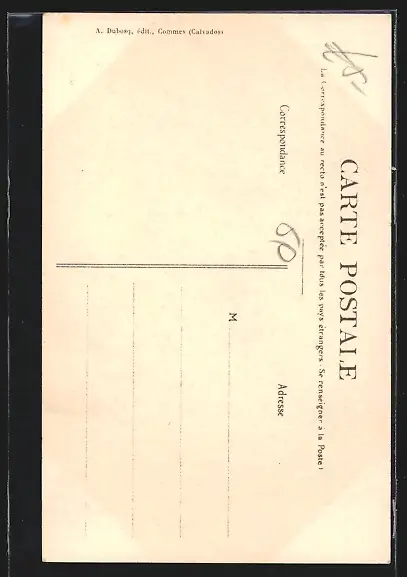 CARTE POSTALE
La Correspondance au recto n'est pas acceptée par tous les pays étrangers - Se renseigner à la Poste)
Correspondance
Adresse
50
M
A. Dubosq, édit., Commes (Calvados)